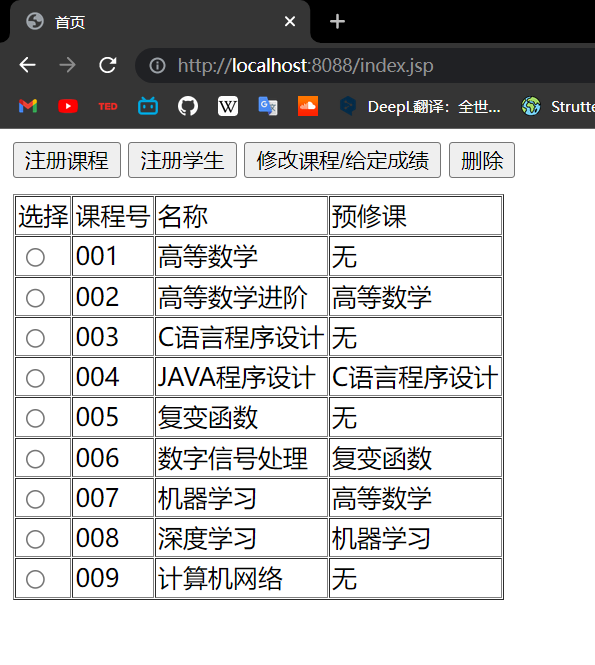 首页
http://localhost:8088/index.jsp
TED W DeepL翻译：全世... Strutte
注册课程 注册学生 修改课程/给定成绩 删除
选择 课程号 名称 预修课
001 高等数学 无
002 高等数学进阶 高等数学
003 C语言程序设计 无
004 JAVA程序设计 C语言程序设计
005 复变函数 无
006 数字信号处理 复变函数
007 机器学习 高等数学
008 深度学习 机器学习
009 计算机网络 无